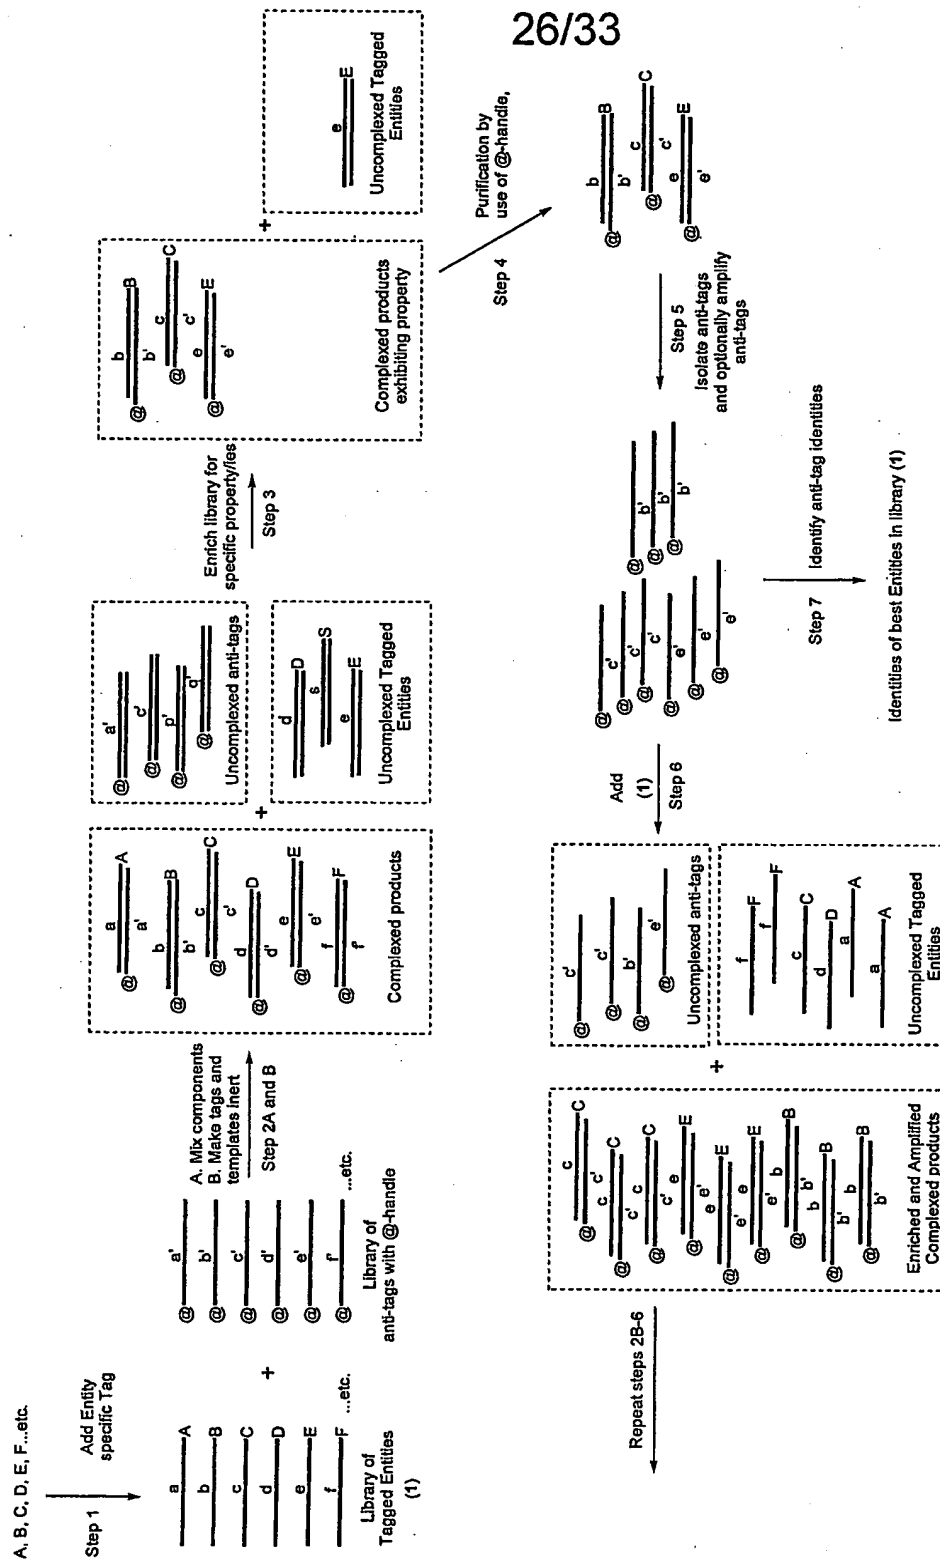 26/33
A, B, C, D, E, F...etc.
Step 1
Add Entity
specific Tag
a
A
b
B
c
C
d
D
e
E
f
F
...etc.
Library of
Tagged Entities
(1)
+
@
a'
@
b'
@
c'
@
d'
@
e'
@
f'
...etc.
Library of
anti-tags with @-handle
A. Mix components
B. Make tags and
templates inert
Step 2A and B
a
A
@
a'
b
B
@
b'
c
C
@
c'
d
D
@
d'
e
E
@
e'
f
F
@
f'
Complexed products
+
a'
@
c'
@
p'
@
q'
@
Uncomplexed anti-tags
d
D
s
S
e
E
Uncomplexed Tagged
Entities
Enrich library for
specific property/ies
Step 3
b
B
@
b'
c
C
@
c'
e
E
@
e'
Complexed products
exhibiting property
+
e
E
Uncomplexed Tagged
Entities
Step 4
Purification by
use of @-handle,
b
B
@
b'
c
C
@
c'
e
E
@
e'
Step 5
Isolate anti-tags
and optionally amplify
anti-tags
@
c'
@
c'
@
c'
@
e'
@
e'
@
e'
@
b'
@
b'
@
b'
Step 7
Identify anti-tag identities
Identities of best Entities in library (1)
Add
(1)
Step 6
c'
@
c'
@
b'
@
e'
@
Uncomplexed anti-tags
f
F
f
F
c
C
d
D
a
A
a
A
Uncomplexed Tagged
Entities
+
c
C
@
c'
c
C
@
c'
c
C
@
c'
e
E
@
e'
e
E
@
e'
e
E
@
e'
b
B
@
b'
b
B
@
b'
b
B
@
b'
Enriched and Amplified
Complexed products
Repeat steps 2B-6